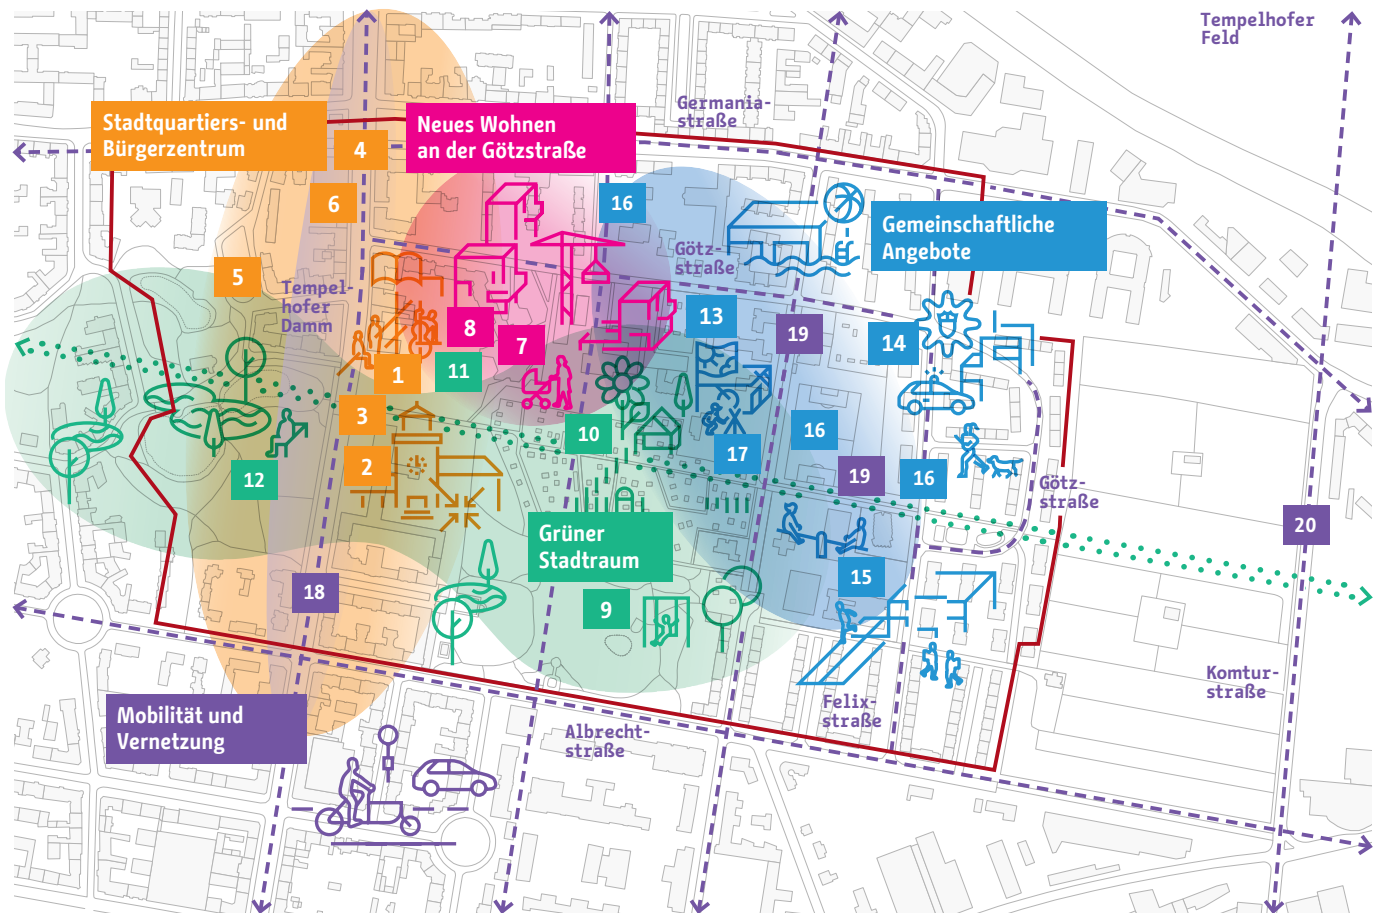 Tempelhofer
Feld
Germania-
straße
Stadtquartiers- und
Bürgerzentrum
Neues Wohnen
an der Götzstraße
4
6
16
Gemeinschaftliche
Angebote
Götz-
straße
5
Tempel-
hofer
Damm
8
7
13
19
14
1
11
3
10
16
17
2
12
19
16
Götz-
straße
20
Grüner
Stadtraum
18
9
15
Komtur-
straße
Felix-
straße
Mobilität und
Vernetzung
Albrecht-
straße